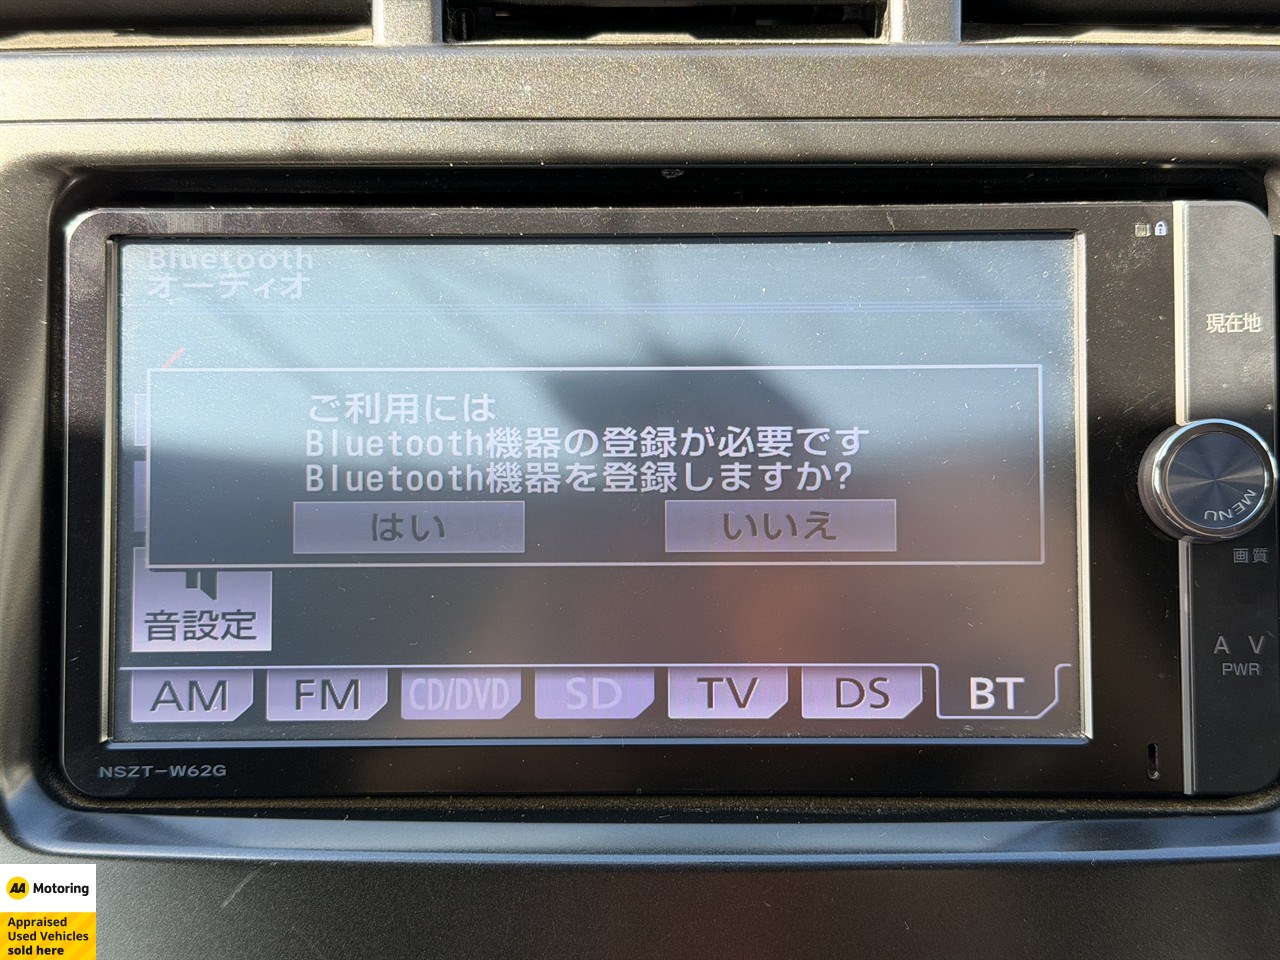 Bluetooth
オーディオ
現在地
ご利用には
Bluetooth機器の登録が必要です
Bluetooth機器を登録しますか?
はい
いいえ
MENU
画質
音設定
A V
PWR
AM
FM
CD/DVD
SD
TV
DS
BT
NSZT-W62G
AA Motoring
Appraised
Used Vehicles
sold here